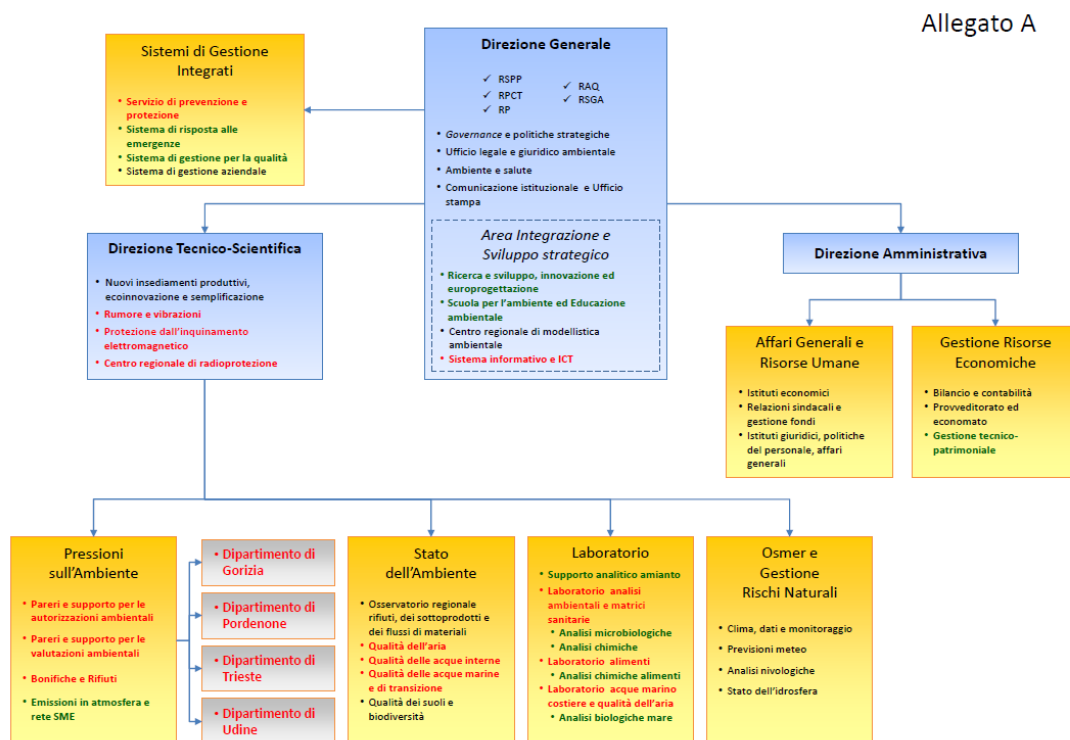 Allegato A
Sistemi di Gestione
Integrati
• Servizio di prevenzione e
protezione
• Sistema di risposta alle
emergenze
• Sistema di gestione per la qualità
• Sistema di gestione aziendale
Direzione Generale
✓ RSPP
✓ RPCT
✓ RP
✓ RAQ
✓ RSGA
• Governance e politiche strategiche
• Ufficio legale e giuridico ambientale
• Ambiente e salute
• Comunicazione istituzionale e Ufficio
stampa
Area Integrazione e
Sviluppo strategico
• Ricerca e sviluppo, innovazione ed
europrogettazione
• Scuola per l'ambiente ed Educazione
ambientale
• Centro regionale di modellistica
ambientale
• Sistema informativo e ICT
Direzione Tecnico-Scientifica
• Nuovi insediamenti produttivi,
ecoinnovazione e semplificazione
• Rumore e vibrazioni
• Protezione dall'inquinamento
elettromagnetico
• Centro regionale di radioprotezione
Direzione Amministrativa
Affari Generali e
Risorse Umane
• Istituti economici
• Relazioni sindacali e
gestione fondi
• Istituti giuridici, politiche
del personale, affari
generali
Gestione Risorse
Economiche
• Bilancio e contabilità
• Provveditorato ed
economato
• Gestione tecnico-
patrimoniale
Pressioni
sull'Ambiente
• Pareri e supporto per le
autorizzazioni ambientali
• Pareri e supporto per le
valutazioni ambientali
• Bonifiche e Rifiuti
• Emissioni in atmosfera e
rete SME
• Dipartimento di
Gorizia
• Dipartimento di
Pordenone
• Dipartimento di
Trieste
• Dipartimento di
Udine
Stato
dell'Ambiente
• Osservatorio regionale
rifiuti, dei sottoprodotti e
dei flussi di materiali
• Qualità dell'aria
• Qualità delle acque interne
• Qualità delle acque marine
e di transizione
• Qualità dei suoli e
biodiversità
Laboratorio
• Supporto analitico amianto
• Laboratorio analisi
ambientali e matrici
sanitarie
• Analisi microbiologiche
• Analisi chimiche
• Laboratorio alimenti
• Analisi chimiche alimenti
• Laboratorio acque marino
costiere e qualità dell'aria
• Analisi biologiche mare
Osmer e
Gestione
Rischi Naturali
• Clima, dati e monitoraggio
• Previsioni meteo
• Analisi nivologiche
• Stato dell'idrosfera